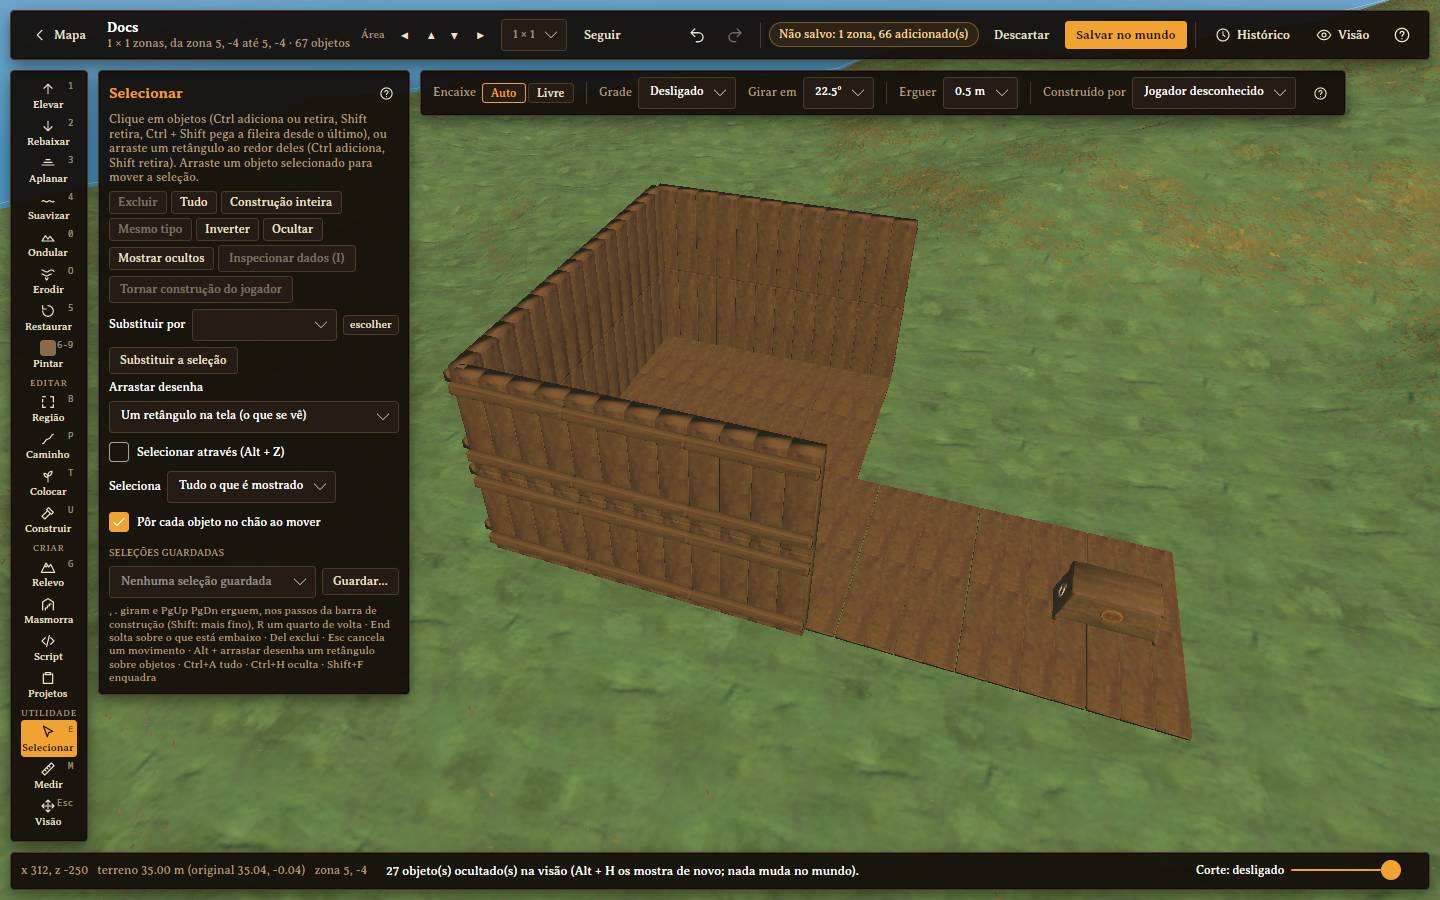 Mapa
Docs
1 × 1 zonas, da zona 5, -4 até 5, -4 · 67 objetos
Área
1 × 1
Seguir
Não salvo: 1 zona, 66 adicionado(s)
Descartar
Salvar no mundo
Histórico
Visão
1
Elevar
2
Rebaixar
3
Aplanar
4
Suavizar
0
Ondular
O
Erodir
5
Restaurar
6-9
Pintar
EDITAR
B
Região
P
Caminho
T
Colocar
U
Construir
CRIAR
G
Relevo
Masmorra
Script
Projetos
UTILIDADE
E
Selecionar
M
Medir
Esc
Visão
Selecionar
Clique em objetos (Ctrl adiciona ou retira, Shift
retira, Ctrl + Shift pega a fileira desde o último), ou
arraste um retângulo ao redor deles (Ctrl adiciona,
Shift retira). Arraste um objeto selecionado para
mover a seleção.
Excluir Tudo Construção inteira
Mesmo tipo Inverter Ocultar
Mostrar ocultos Inspecionar dados (I)
Tornar construção do jogador
Substituir por escolher
Substituir a seleção
Arrastar desenha
Um retângulo na tela (o que se vê)
Selecionar através (Alt + Z)
Seleciona Tudo o que é mostrado
Pôr cada objeto no chão ao mover
SELEÇÕES GUARDADAS
Nenhuma seleção guardada Guardar...
, . giram e PgUp PgDn erguem, nos passos da barra de
construção (Shift: mais fino), R um quarto de volta · End
solta sobre o que está embaixo · Del exclui · Esc cancela
um movimento · Alt + arrastar desenha um retângulo
sobre objetos · Ctrl+A tudo · Ctrl+H oculta · Shift+F
enquadra
Encaixe Auto Livre Grade Desligado Girar em 22.5° Erguer 0.5 m Construído por Jogador desconhecido
x 312, z -250 terreno 35.00 m (original 35.04, -0.04) zona 5, -4 27 objeto(s) ocultado(s) na visão (Alt + H os mostra de novo; nada muda no mundo).
Corte: desligado